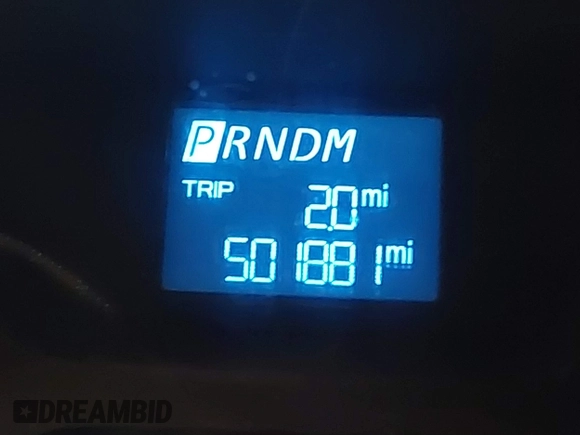 PRNDM
TRIP 2.0 mi
501881 mi
DREAMBID